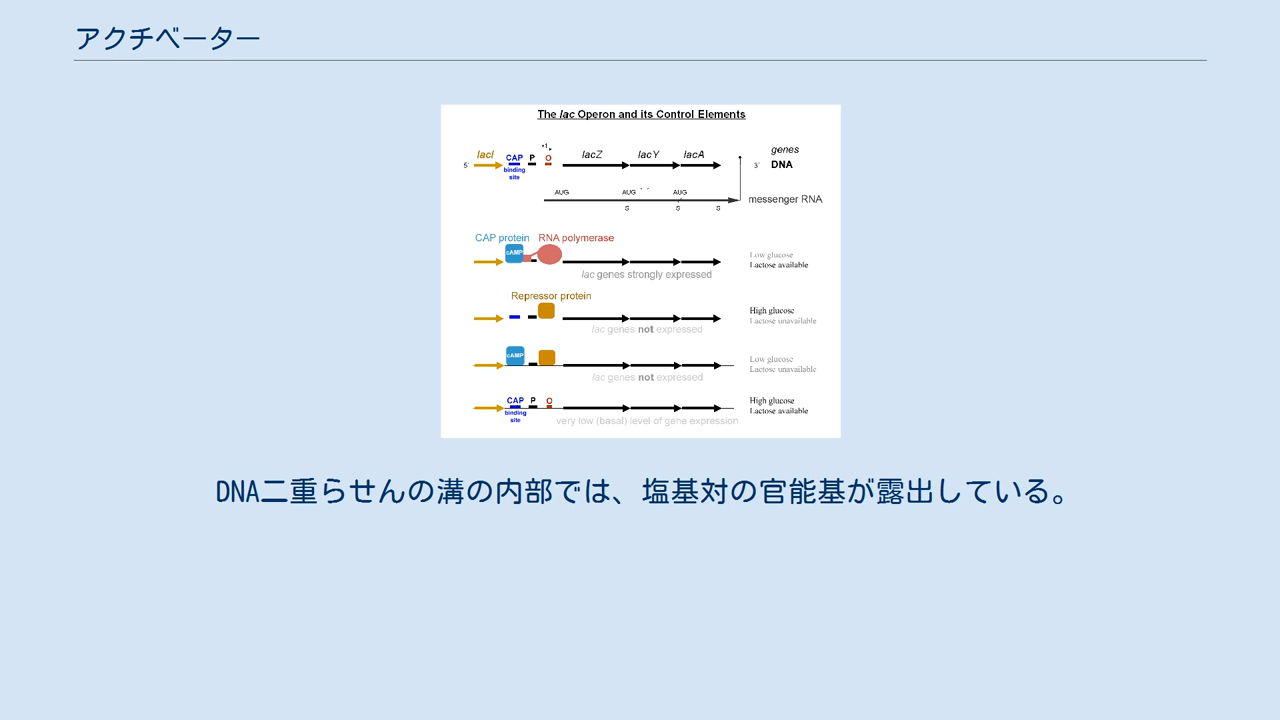 アクチベーター
The lac Operon and its Control Elements
+1
lacI CAP P O lacZ lacY lacA genes
5' 3' DNA
binding
site
AUG AUG AUG
messenger RNA
S S S
CAP protein RNA polymerase
cAMP
Low glucose
Lactose available
lac genes strongly expressed
Repressor protein
High glucose
Lactose unavailable
lac genes not expressed
cAMP
Low glucose
Lactose unavailable
lac genes not expressed
CAP P O
High glucose
Lactose available
binding
site
very low (basal) level of gene expression
DNA二重らせんの溝の内部では、塩基対の官能基が露出している。